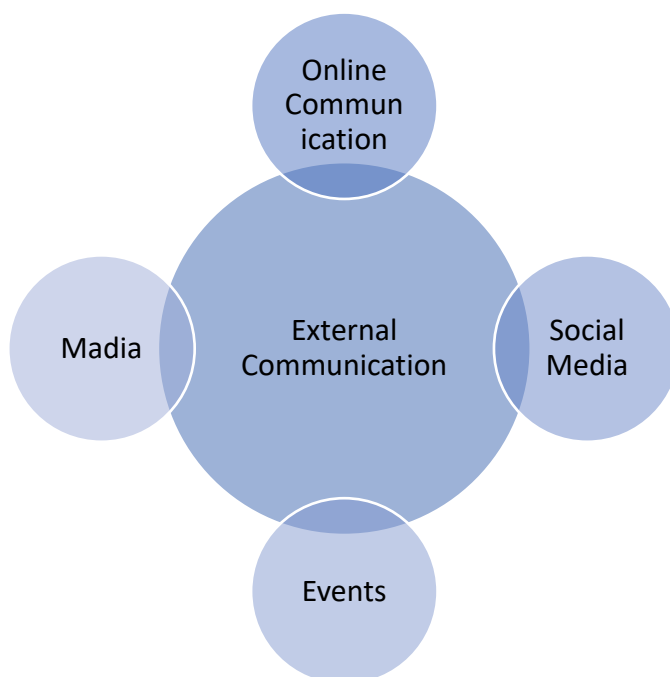 Online
Commun
ication
Madia
External
Communication
Social
Media
Events